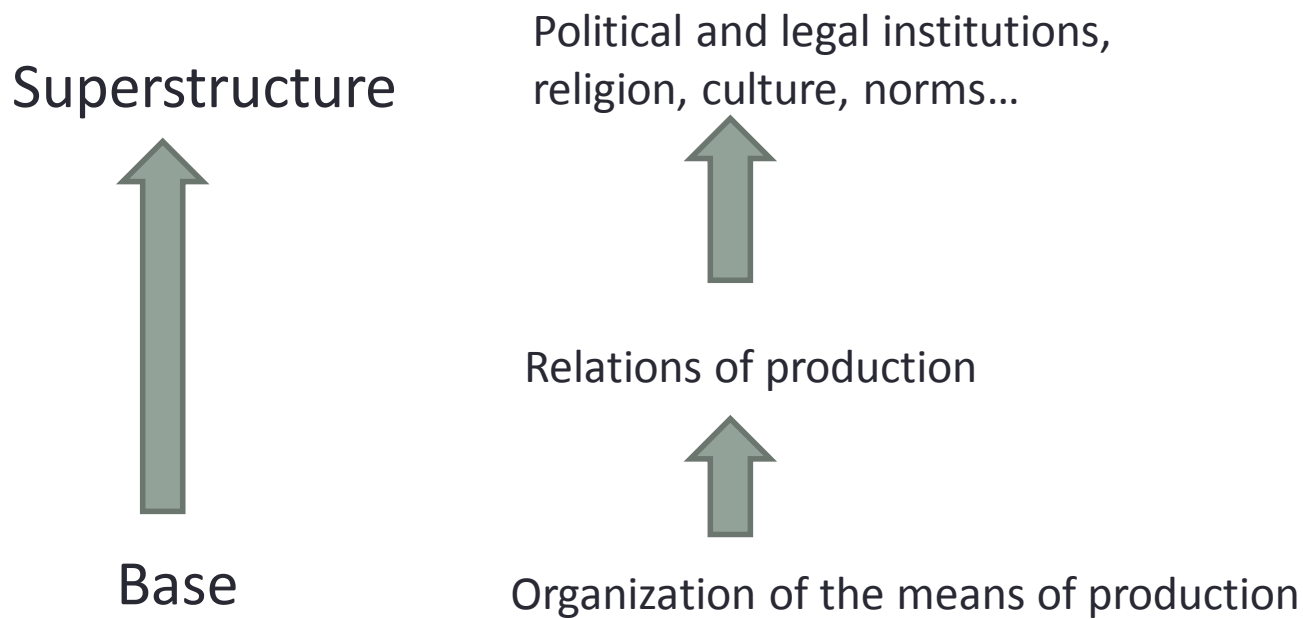 Superstructure
Political and legal institutions,
religion, culture, norms…
Relations of production
Base
Organization of the means of production